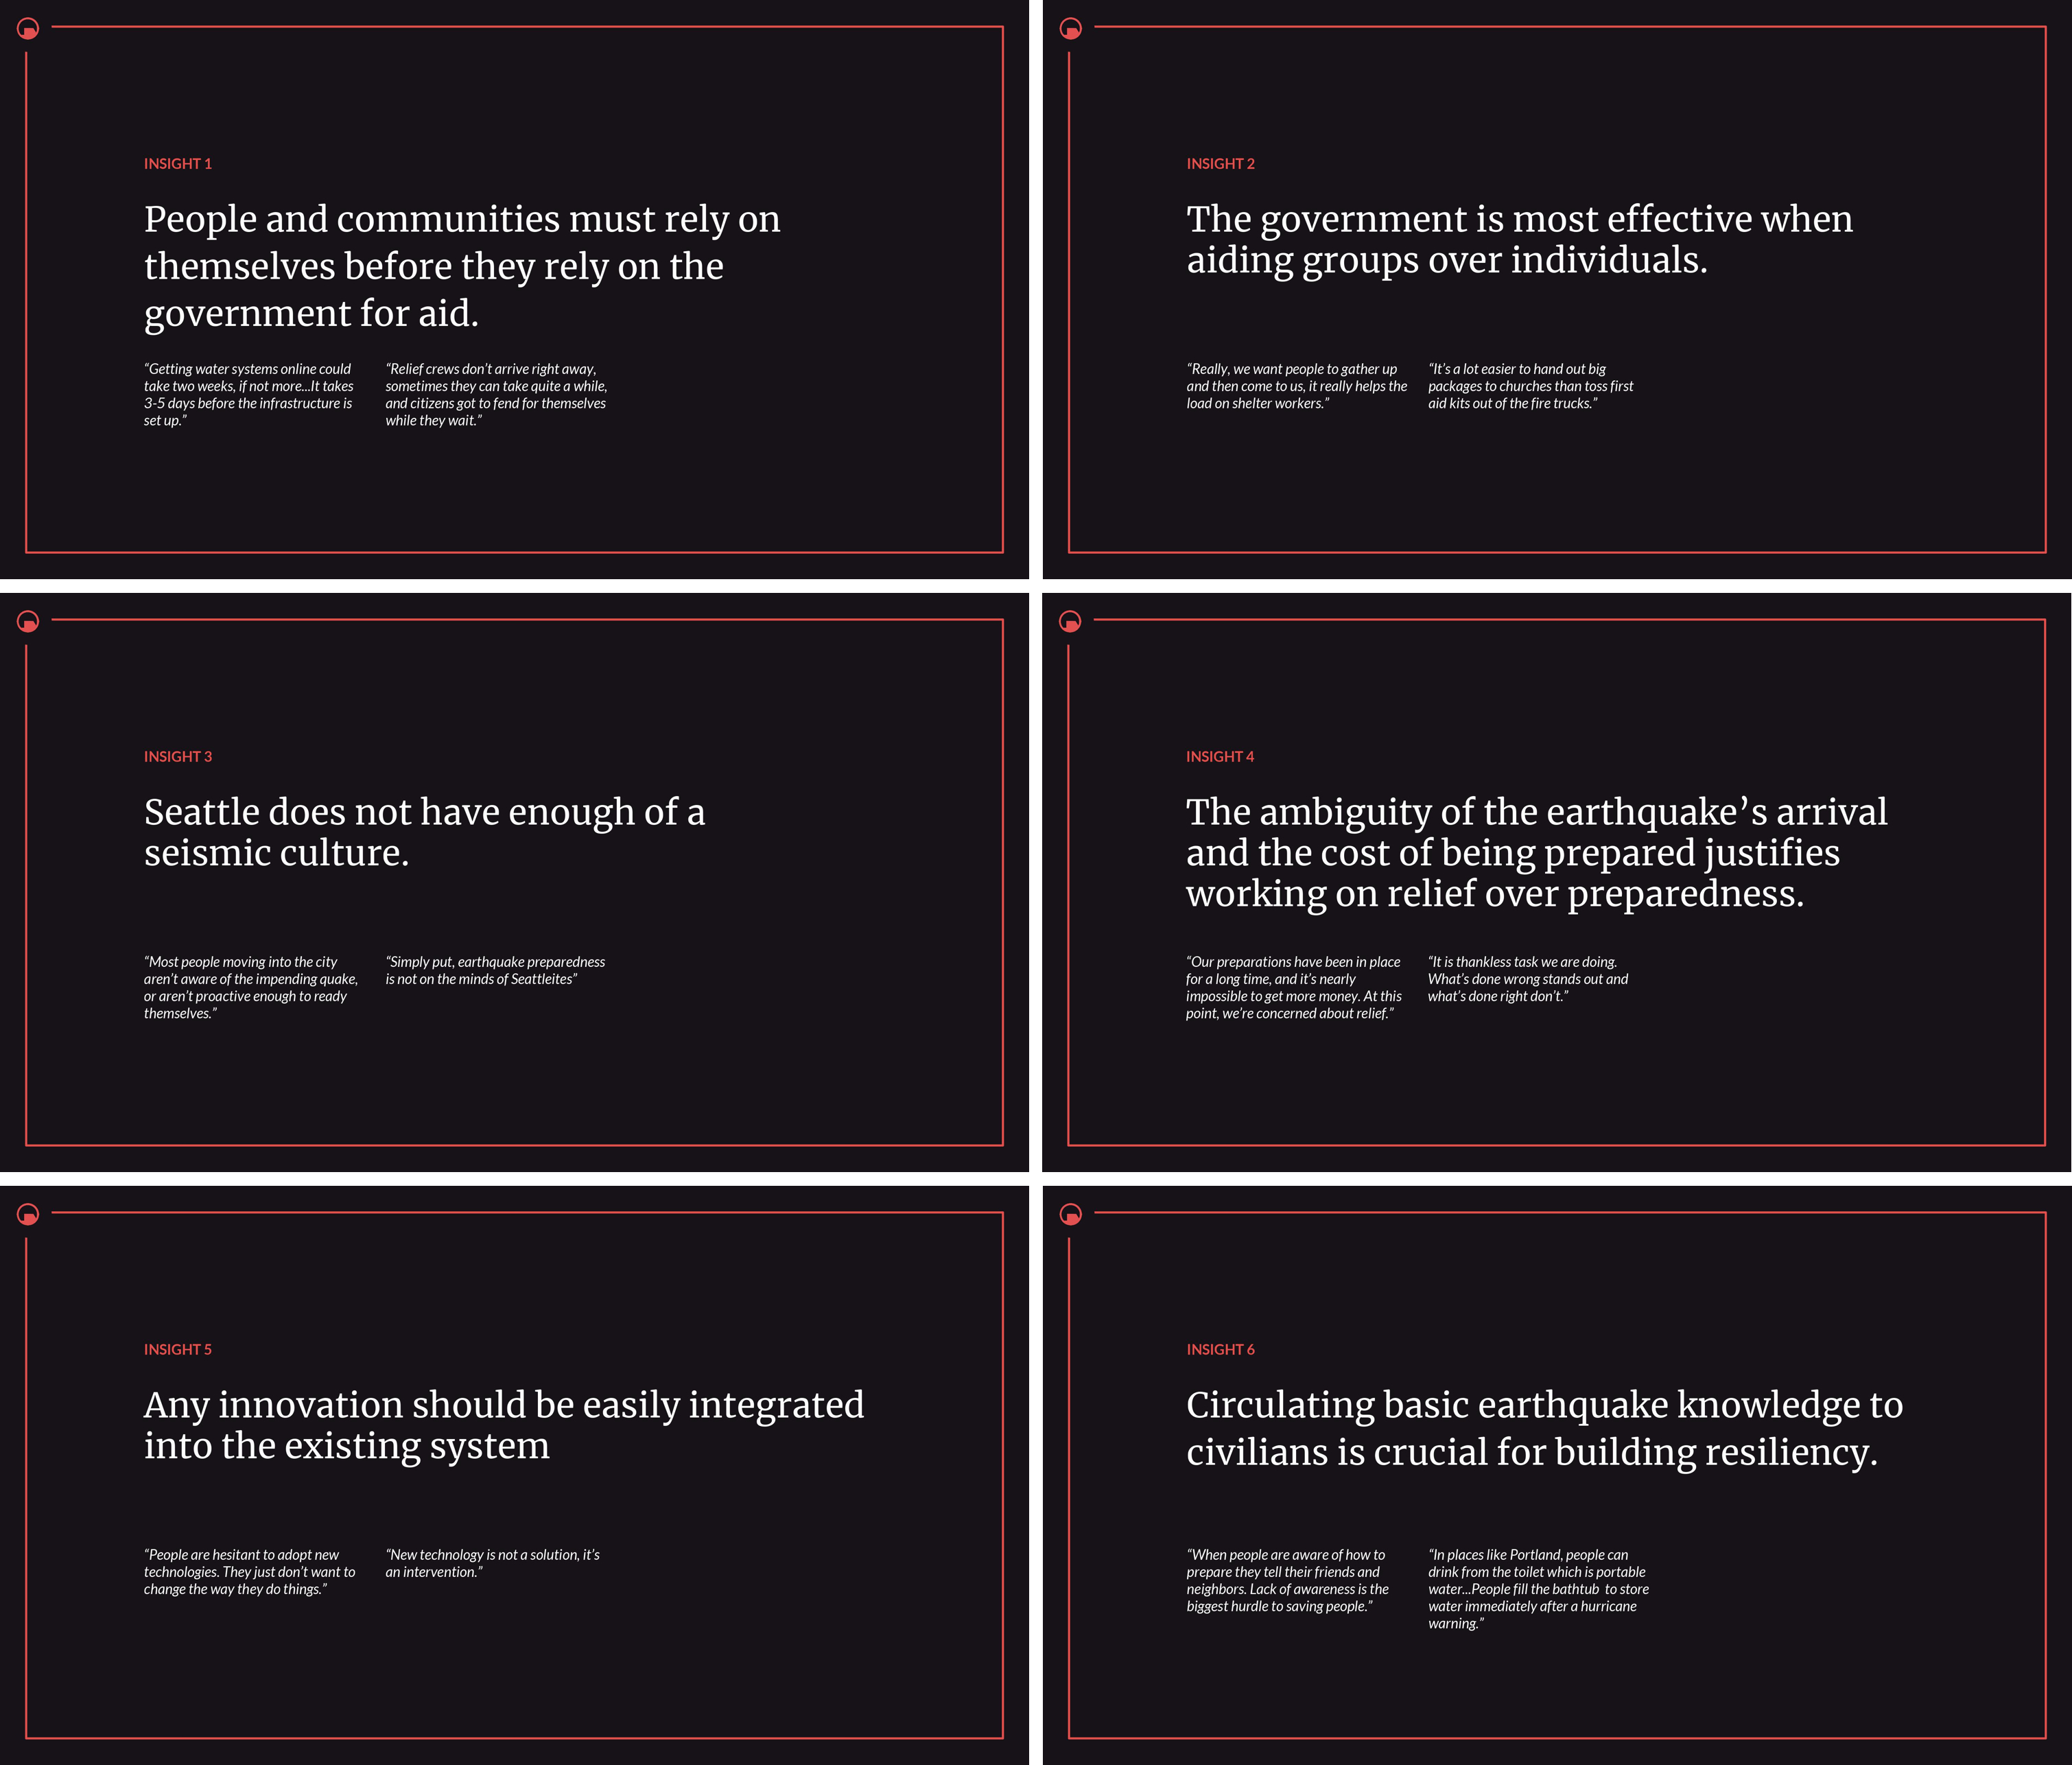 INSIGHT 1
People and communities must rely on
themselves before they rely on the
government for aid.
“Getting water systems online could
take two weeks, if not more...It takes
3-5 days before the infrastructure is
set up.”
“Relief crews don’t arrive right away,
sometimes they can take quite a while,
and citizens got to fend for themselves
while they wait.”
INSIGHT 2
The government is most effective when
aiding groups over individuals.
“Really, we want people to gather up
and then come to us, it really helps the
load on shelter workers.”
“It’s a lot easier to hand out big
packages to churches than toss first
aid kits out of the fire trucks.”
INSIGHT 3
Seattle does not have enough of a
seismic culture.
“Most people moving into the city
aren’t aware of the impending quake,
or aren’t proactive enough to ready
themselves.”
“Simply put, earthquake preparedness
is not on the minds of Seattleites”
INSIGHT 4
The ambiguity of the earthquake’s arrival
and the cost of being prepared justifies
working on relief over preparedness.
“Our preparations have been in place
for a long time, and it’s nearly
impossible to get more money. At this
point, we’re concerned about relief.”
“It is thankless task we are doing.
What’s done wrong stands out and
what’s done right don’t.”
INSIGHT 5
Any innovation should be easily integrated
into the existing system
“People are hesitant to adopt new
technologies. They just don’t want to
change the way they do things.”
“New technology is not a solution, it’s
an intervention.”
INSIGHT 6
Circulating basic earthquake knowledge to
civilians is crucial for building resiliency.
“When people are aware of how to
prepare they tell their friends and
neighbors. Lack of awareness is the
biggest hurdle to saving people.”
“In places like Portland, people can
drink from the toilet which is portable
water...People fill the bathtub  to store
water immediately after a hurricane
warning.”